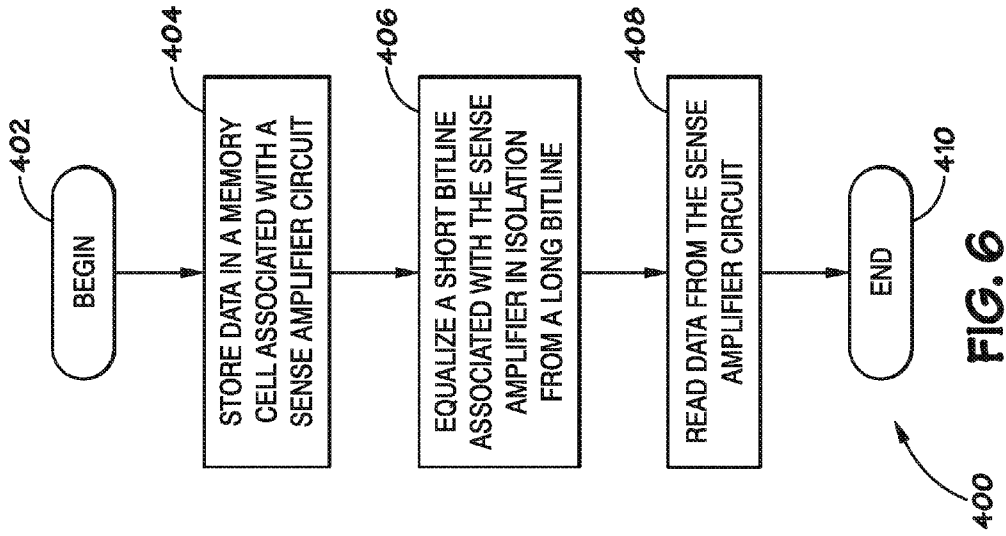 402
BEGIN
404
STORE DATA IN A MEMORY
CELL ASSOCIATED WITH A
SENSE AMPLIFIER CIRCUIT
406
EQUALIZE A SHORT BITLINE
ASSOCIATED WITH THE SENSE
AMPLIFIER IN ISOLATION
FROM A LONG BITLINE
408
READ DATA FROM THE SENSE
AMPLIFIER CIRCUIT
END
410
400
FIG. 6